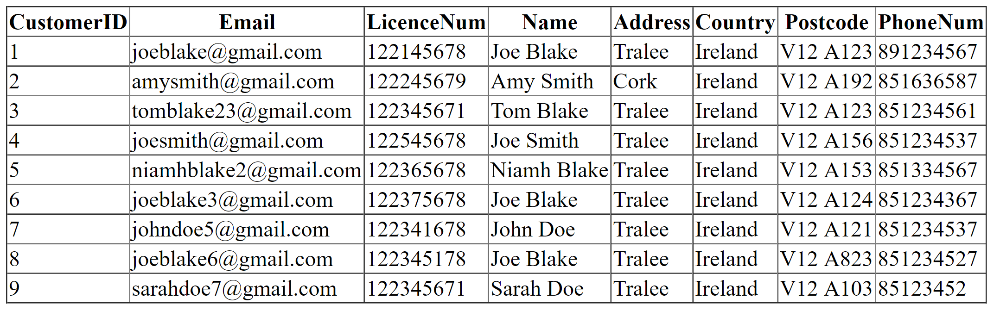 CustomerID Email LicenceNum Name Address Country Postcode PhoneNum
1 joeblake@gmail.com 122145678 Joe Blake Tralee Ireland V12 A123 891234567
2 amysmith@gmail.com 122245679 Amy Smith Cork Ireland V12 A192 851636587
3 tomblake23@gmail.com 122345671 Tom Blake Tralee Ireland V12 A123 851234561
4 joesmith@gmail.com 122545678 Joe Smith Tralee Ireland V12 A156 851234537
5 niamhblake2@gmail.com 122365678 Niamh Blake Tralee Ireland V12 A153 851334567
6 joeblake3@gmail.com 122375678 Joe Blake Tralee Ireland V12 A124 851234367
7 johndoe5@gmail.com 122341678 John Doe Tralee Ireland V12 A121 851234537
8 joeblake6@gmail.com 122345178 Joe Blake Tralee Ireland V12 A823 851234527
9 sarahdoe7@gmail.com 122345671 Sarah Doe Tralee Ireland V12 A103 85123452